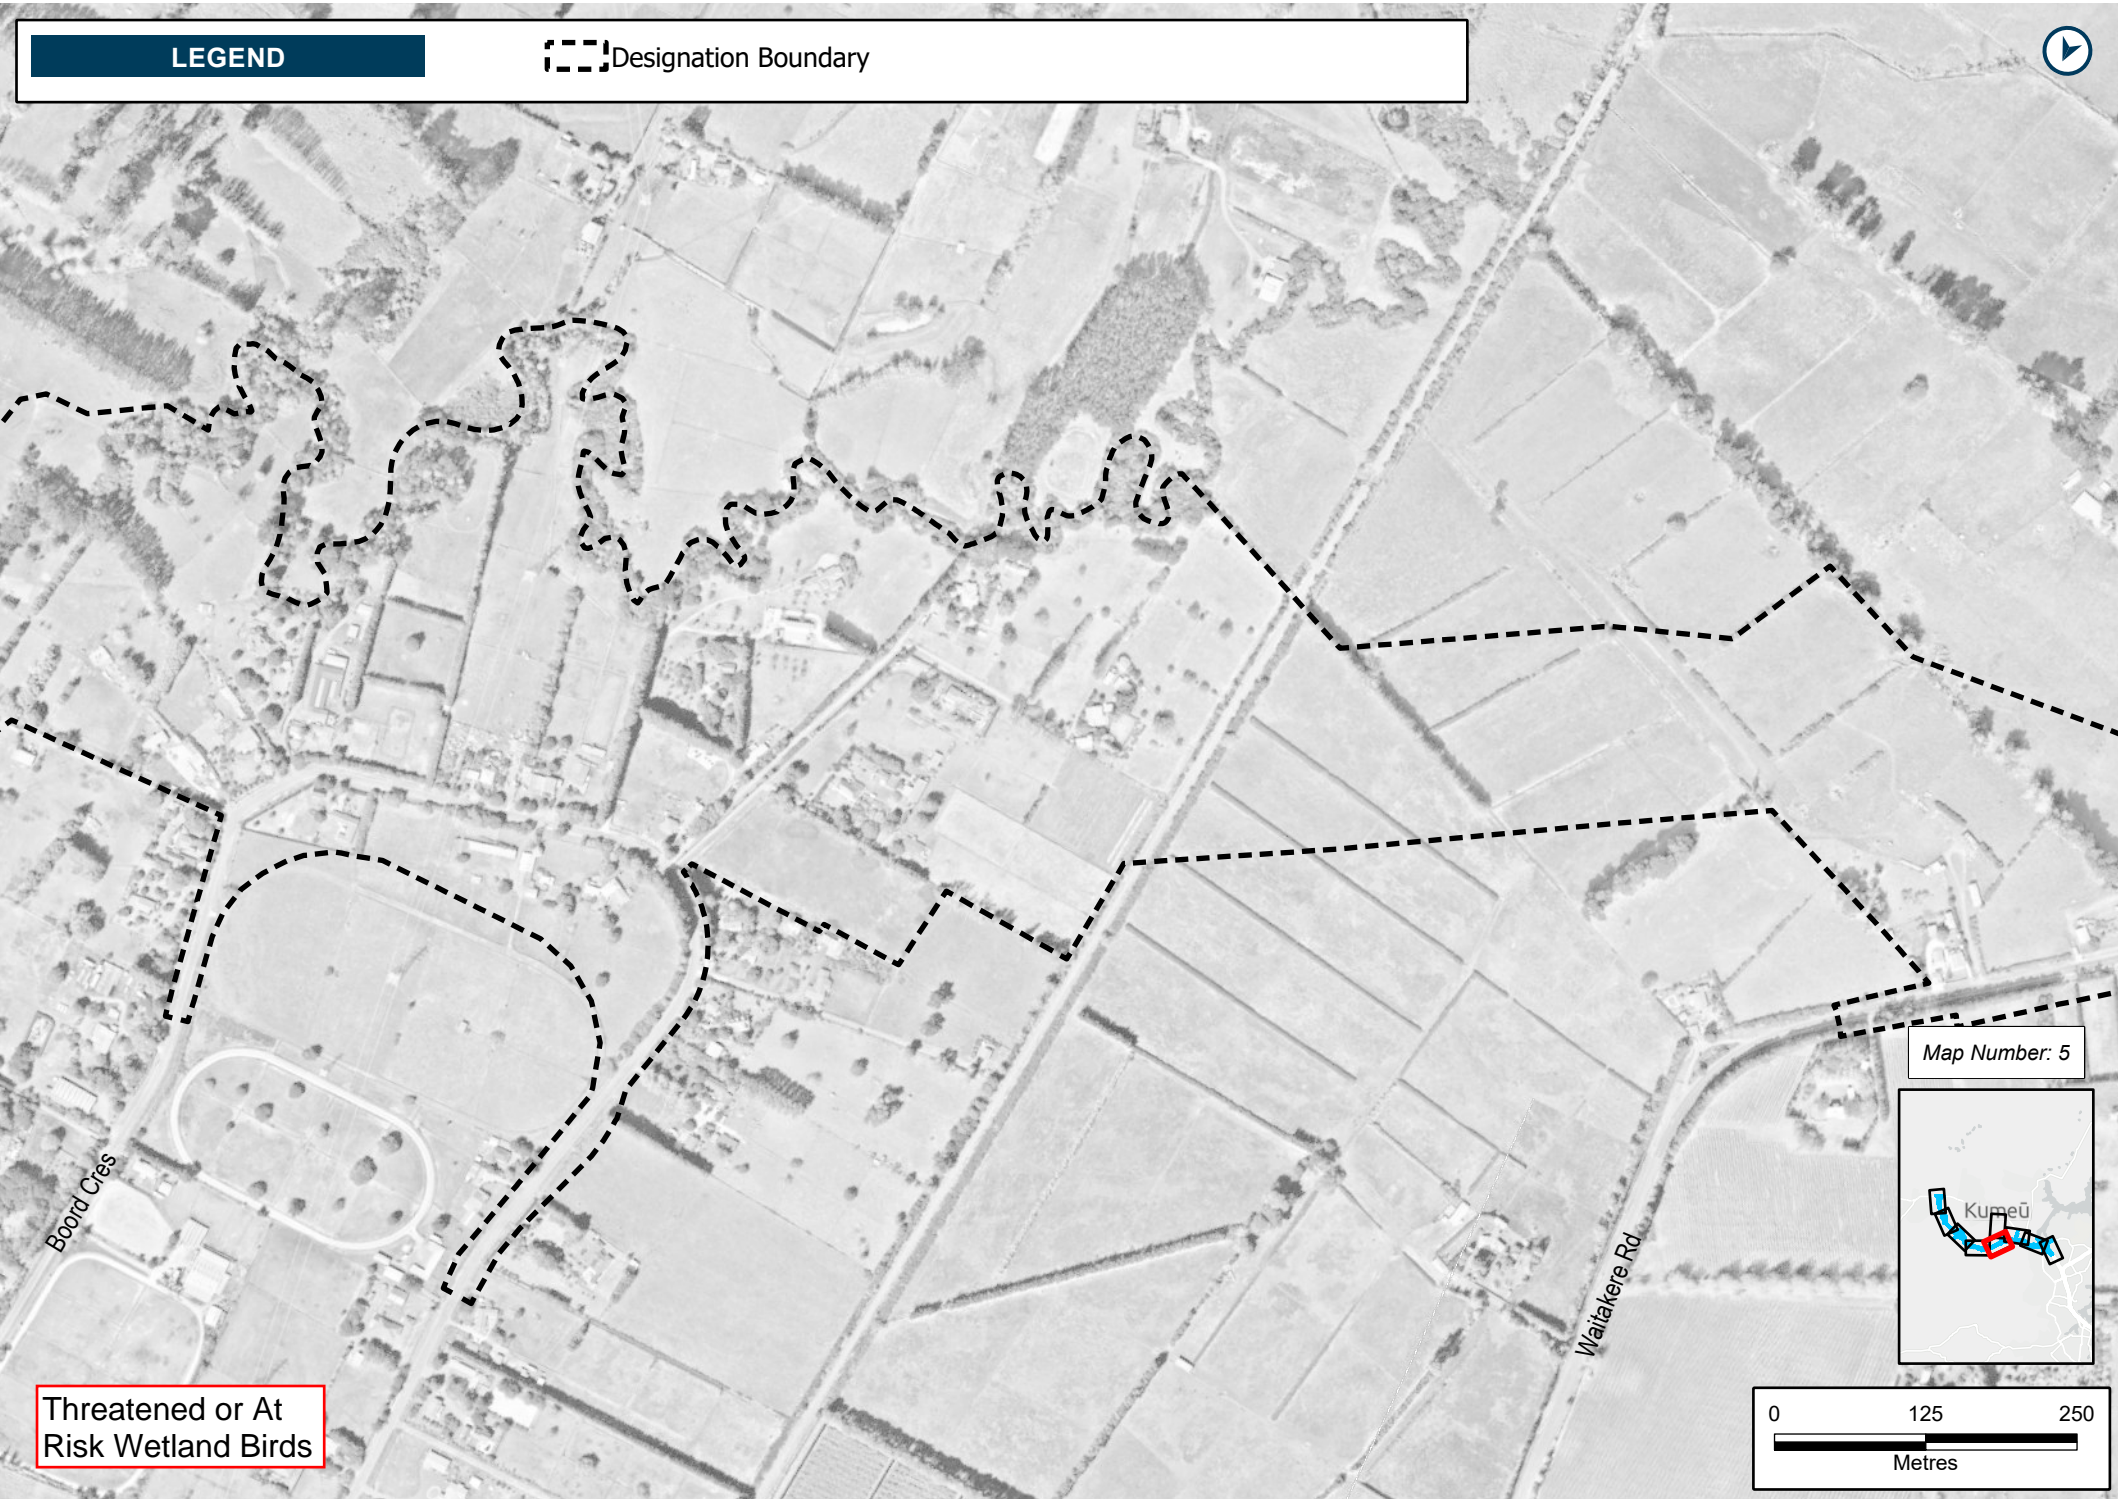 LEGEND
Designation Boundary
Map Number: 5
Kumeū
Boord Cres
Waitakere Rd
Threatened or At
Risk Wetland Birds
0 125 250
Metres